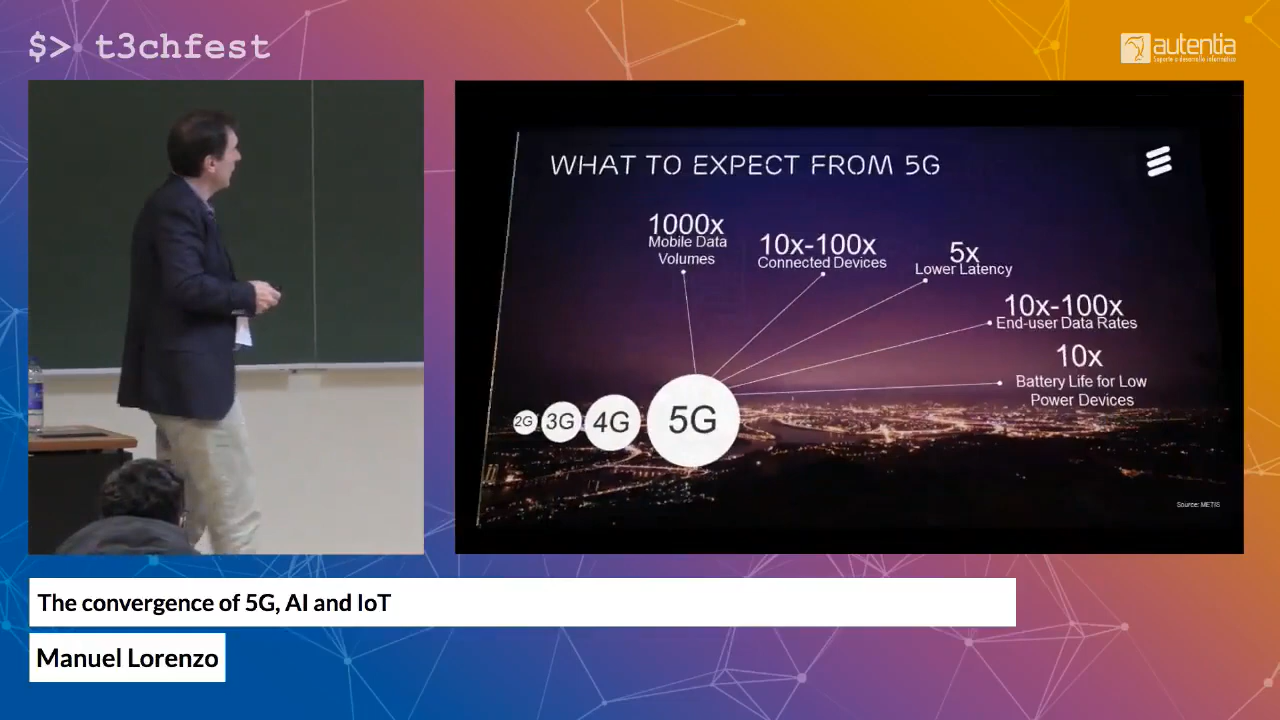 $> t3chfest
autentia
Soporte a desarrollo informático
WHAT TO EXPECT FROM 5G
1000x
Mobile Data
Volumes
10x-100x
Connected Devices
5x
Lower Latency
10x-100x
End-user Data Rates
10x
Battery Life for Low
Power Devices
2G
3G
4G
5G
Source: METIS
The convergence of 5G, AI and IoT
Manuel Lorenzo